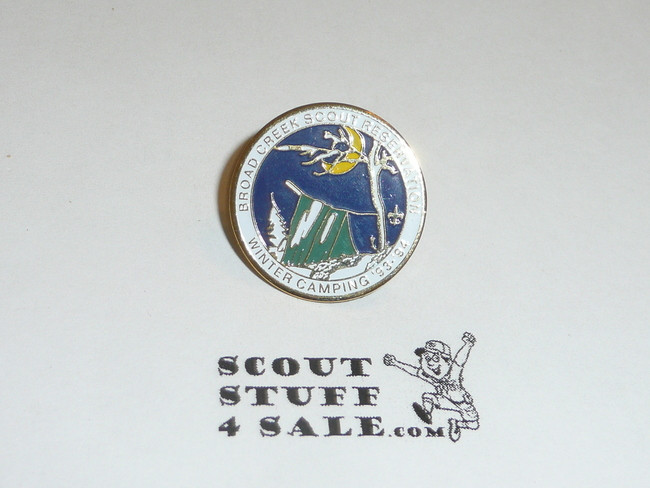 BROAD CREEK SCOUT RESERVATION
WINTER CAMPING '93-94
SCOUT
STUFF
4 SALE.COM